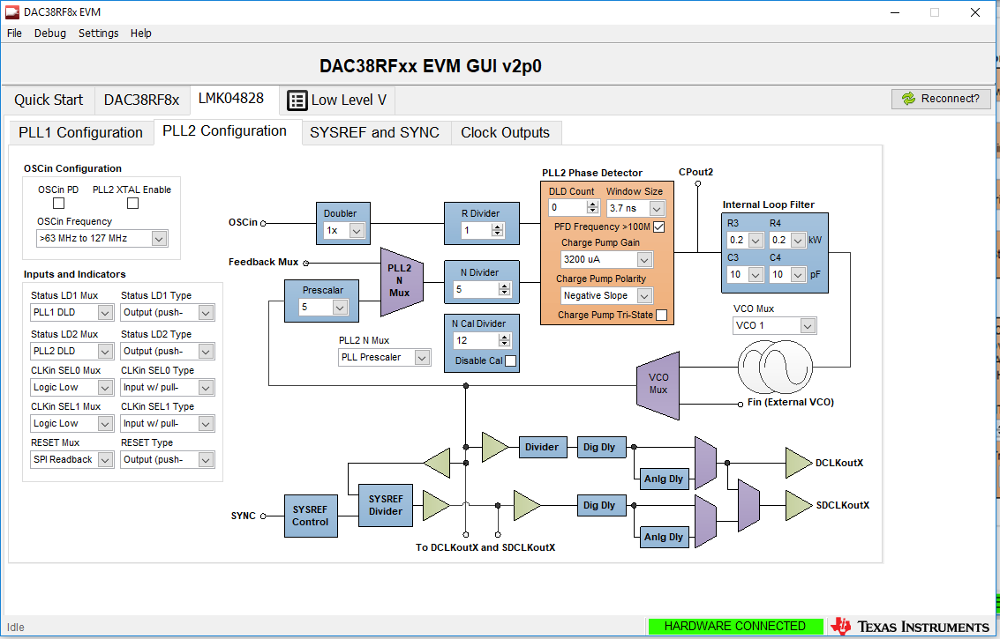 DAC38RF8x EVM
File Debug Settings Help
DAC38RFxx EVM GUI v2p0
Quick Start DAC38RF8x LMK04828 Low Level V Reconnect?
PLL1 Configuration PLL2 Configuration SYSREF and SYNC Clock Outputs
OSCin Configuration
OSCin PD PLL2 XTAL Enable
OSCin Frequency
>63 MHz to 127 MHz
Inputs and Indicators
Status LD1 Mux Status LD1 Type
PLL1 DLD Output (push-
Status LD2 Mux Status LD2 Type
PLL2 DLD Output (push-
CLKin SEL0 Mux CLKin SEL0 Type
Logic Low Input w/ pull-
CLKin SEL1 Mux CLKin SEL1 Type
Logic Low Input w/ pull-
RESET Mux RESET Type
SPI Readback Output (push-
OSCin
Doubler
1x
R Divider
1
Feedback Mux
PLL2
N
Mux
Prescalar
5
N Divider
5
N Cal Divider
12
Disable Cal
PLL2 N Mux
PLL Prescaler
PLL2 Phase Detector
DLD Count Window Size
0 3.7 ns
PFD Frequency >100M
Charge Pump Gain
3200 uA
Charge Pump Polarity
Negative Slope
Charge Pump Tri-State
CPout2
Internal Loop Filter
R3 R4
0.2 0.2 kW
C3 C4
10 10 pF
VCO Mux
VCO 1
VCO
Mux
Fin (External VCO)
Divider
Dig Dly
Anlg Dly
DCLKoutX
SYNC
SYSREF
Control
SYSREF
Divider
Dig Dly
Anlg Dly
SDCLKoutX
To DCLKoutX and SDCLKoutX
Idle
HARDWARE CONNECTED
TEXAS INSTRUMENTS